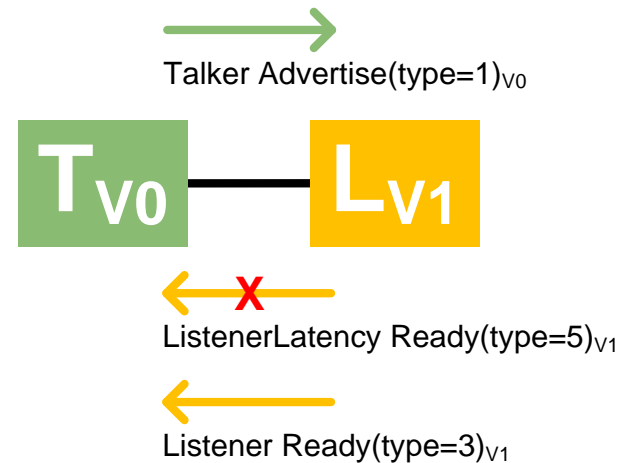 Talker Advertise(type=1)V0
TV0 LV1
X
ListenerLatency Ready(type=5)V1
Listener Ready(type=3)V1